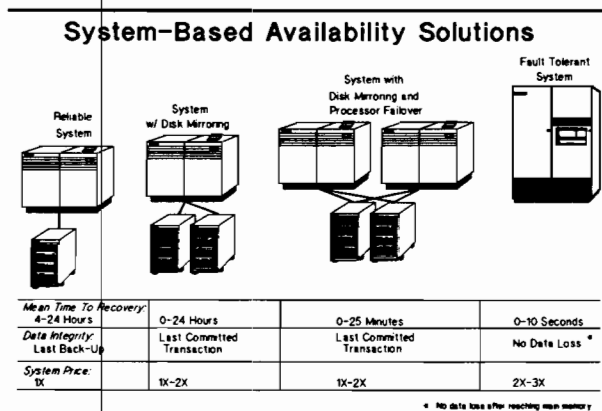 System-Based Availability Solutions
Reliable
System
System
w/ Disk Mirroring
System with
Disk Mirroring and
Processor Failover
Fault Tolerant
System
Mean Time To Recovery:
4-24 Hours
0-24 Hours
0-25 Minutes
0-10 Seconds
Data Integrity:
Last Back-Up
Last Committed
Transaction
Last Committed
Transaction
No Data Loss *
System Price:
1X
1X-2X
1X-2X
2X-3X
* No data loss after reaching main memory